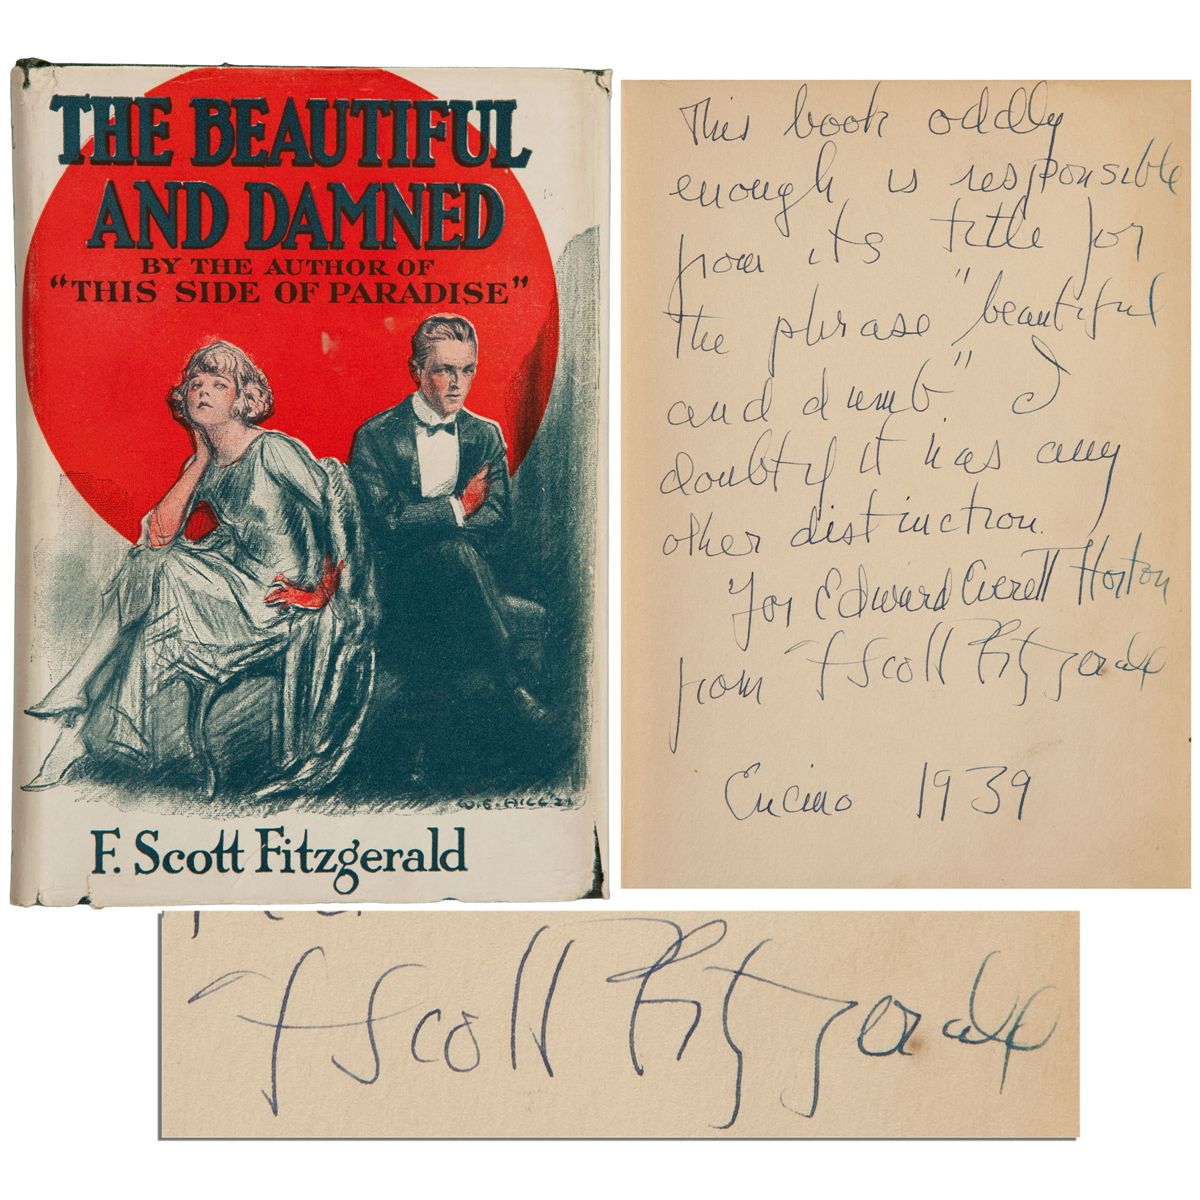 THE BEAUTIFUL
AND DAMNED
BY THE AUTHOR OF
"THIS SIDE OF PARADISE"
W. E. HILL '21
F. Scott Fitzgerald
This book oddly
enough is responsible
from its title for
the phrase "beautiful
and dumb." I
doubt if it has any
other distinction.
For Edward Everett Horton
from F Scott Fitzgerald
Encino 1939
F Scott Fitzgerald